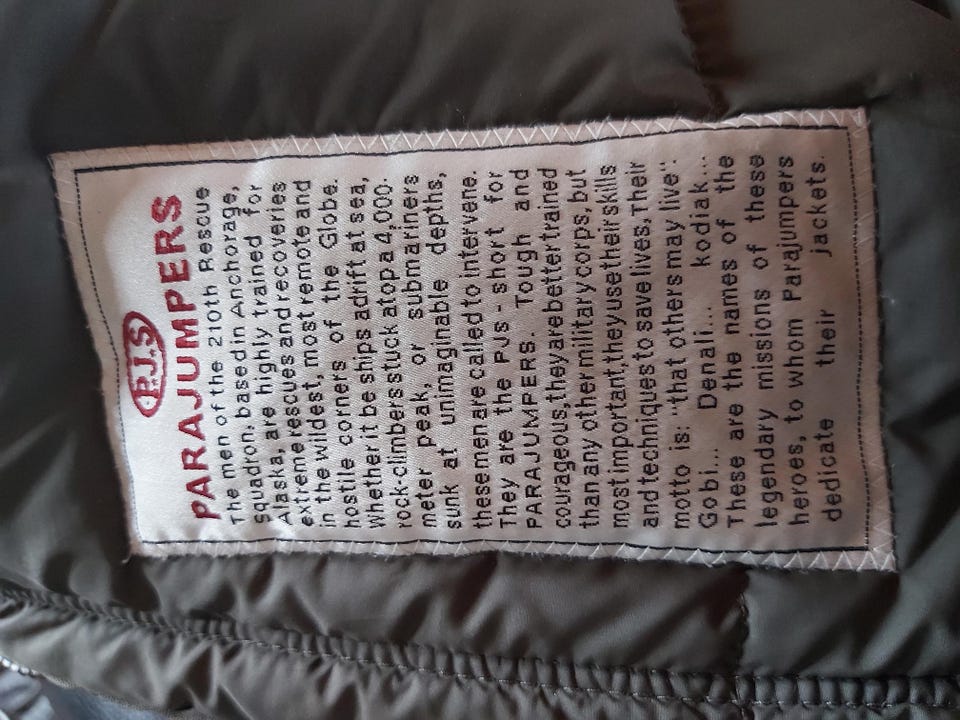 P.J.S
PARAJUMPERS
The men of the 210th Rescue
squadron, based in Anchorage,
Alaska, are highly trained for
extreme rescues and recoveries
in the wildest, most remote and
hostile corners of the Globe.
Whether it be ships adrift at sea,
rock-climbers stuck atop a 4,000.
meter peak, or submariners
sunk at unimaginable depths,
these men are called to intervene.
They are the PJS - short for
PARAJUMPERS. Tough and
courageous, they are better trained
than any other military corps, but
most important, they use their skills
and techniques to save lives, Their
motto is: "that others may live":
Gobi... Denali... kodiak...
These are the names of the
legendary missions of these
heroes, to whom Parajumpers
dedicate their jackets.